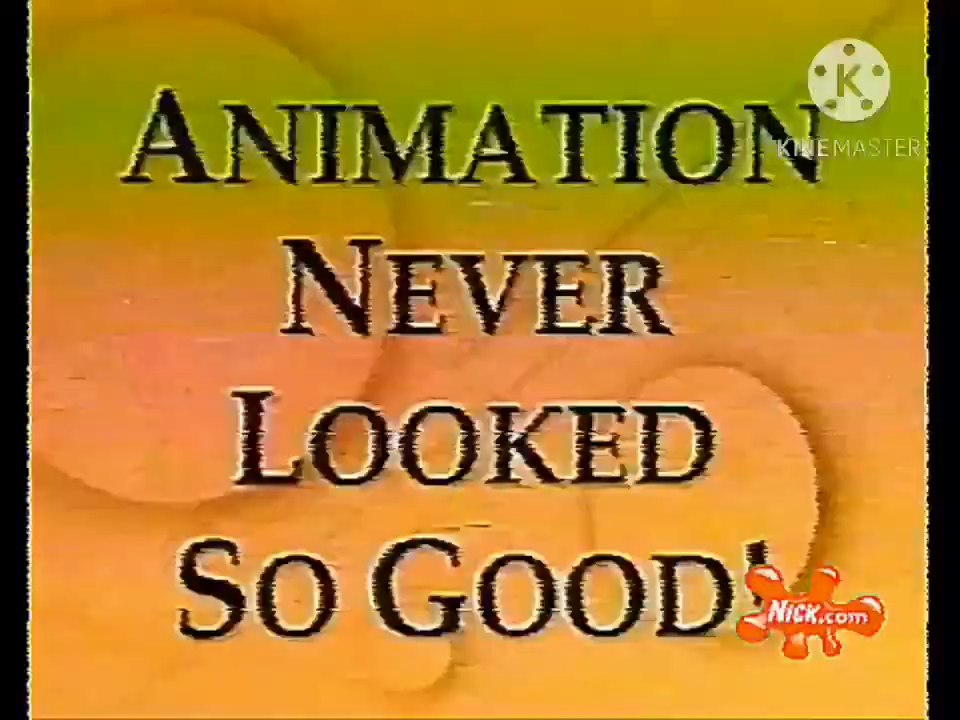 ANIMATION
KINEMASTER
NEVER
LOOKED
SO GOOD!
NICK.com